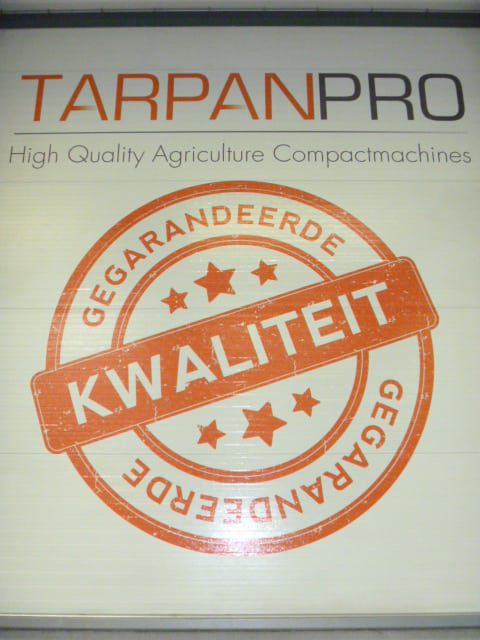 TARPANPRO
High Quality Agriculture Compactmachines
GEGARANDEERDE
KWALITEIT
GEGARANDEERDE